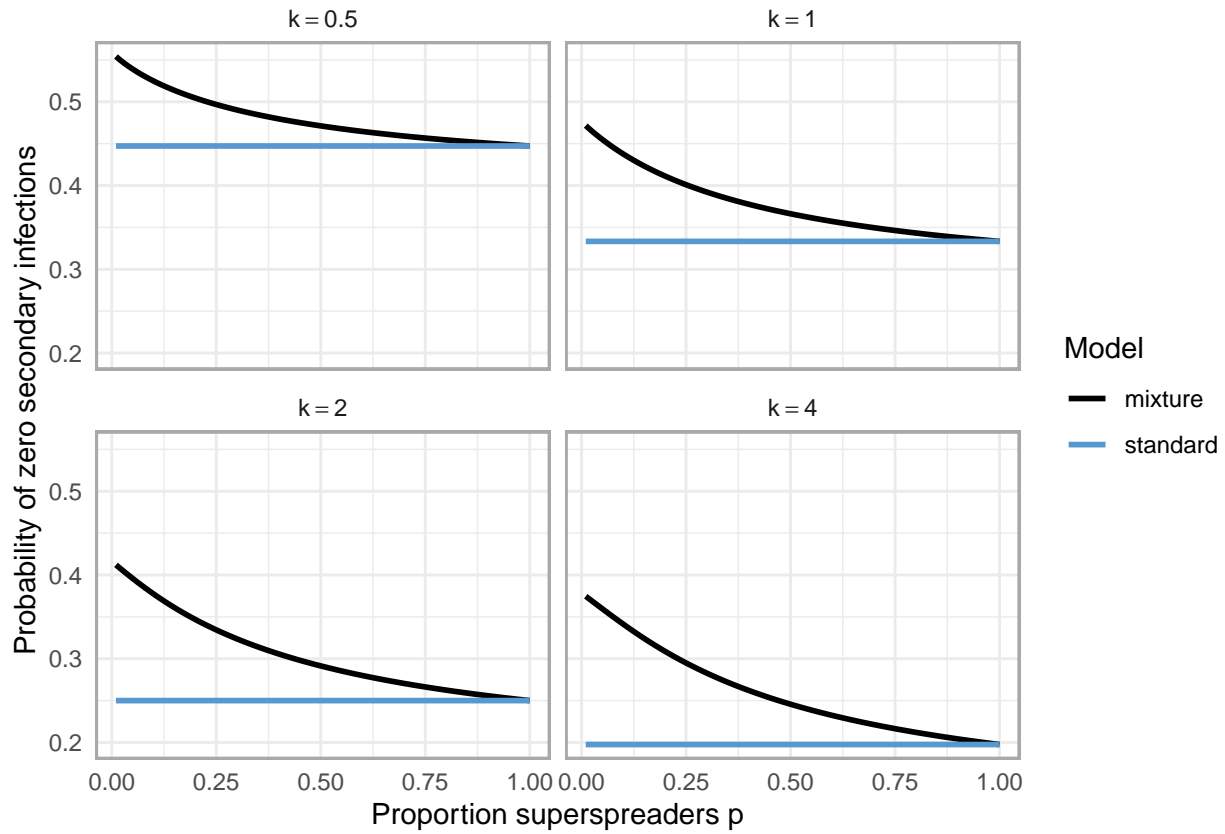 k = 0.5
k = 1
0.5
0.4
0.3
0.2
k = 2
k = 4
0.5
0.4
0.3
0.2
0.00 0.25 0.50 0.75 1.00
0.00 0.25 0.50 0.75 1.00
Proportion superspreaders p
Probability of zero secondary infections
Model
mixture
standard